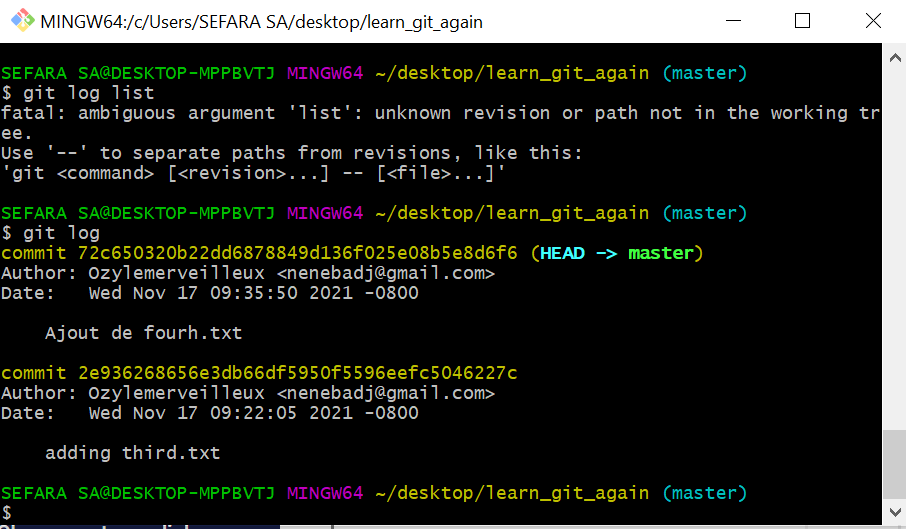 MINGW64:/c/Users/SEFARA SA/desktop/learn_git_again
SEFARA SA@DESKTOP-MPPBVTJ MINGW64 ~/desktop/learn_git_again (master)
$ git log list
fatal: ambiguous argument 'list': unknown revision or path not in the working tr
ee.
Use '--' to separate paths from revisions, like this:
'git <command> [<revision>...] -- [<file>...]'
SEFARA SA@DESKTOP-MPPBVTJ MINGW64 ~/desktop/learn_git_again (master)
$ git log
commit 72c650320b22dd6878849d136f025e08b5e8d6f6 (HEAD -> master)
Author: Ozylemerveilleux <nenebadj@gmail.com>
Date:   Wed Nov 17 09:35:50 2021 -0800
    Ajout de fourh.txt
commit 2e936268656e3db66df5950f5596eefc5046227c
Author: Ozylemerveilleux <nenebadj@gmail.com>
Date:   Wed Nov 17 09:22:05 2021 -0800
    adding third.txt
SEFARA SA@DESKTOP-MPPBVTJ MINGW64 ~/desktop/learn_git_again (master)
$